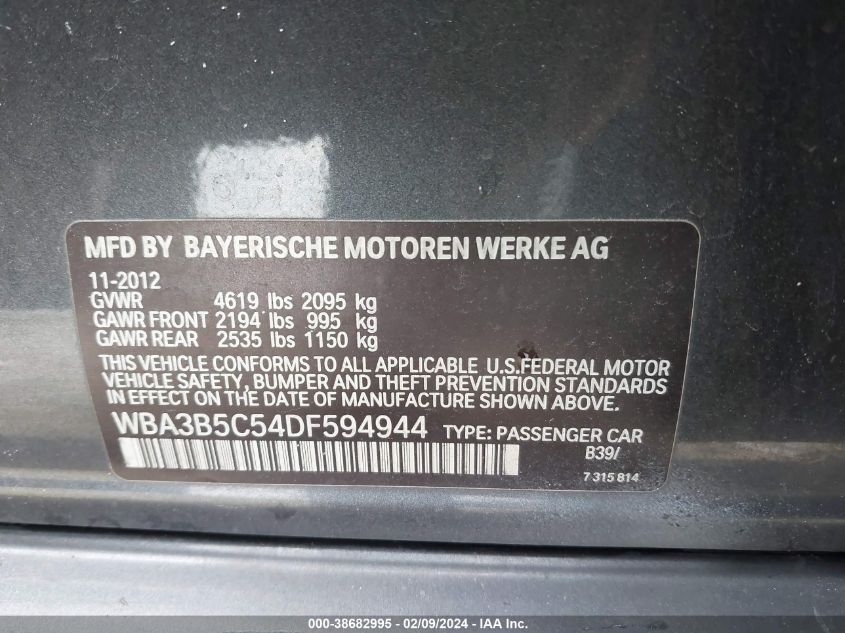 MFD BY BAYERISCHE MOTOREN WERKE AG
11-2012
GVWR 4619 lbs 2095 kg
GAWR FRONT 2194 lbs 995 kg
GAWR REAR 2535 lbs 1150 kg
THIS VEHICLE CONFORMS TO ALL APPLICABLE U.S.FEDERAL MOTOR
VEHICLE SAFETY, BUMPER AND THEFT PREVENTION STANDARDS
IN EFFECT ON THE DATE OF MANUFACTURE SHOWN ABOVE.
WBA3B5C54DF594944 TYPE: PASSENGER CAR
B39/
7 315 814
000-38682995 - 02/09/2024 - IAA Inc.